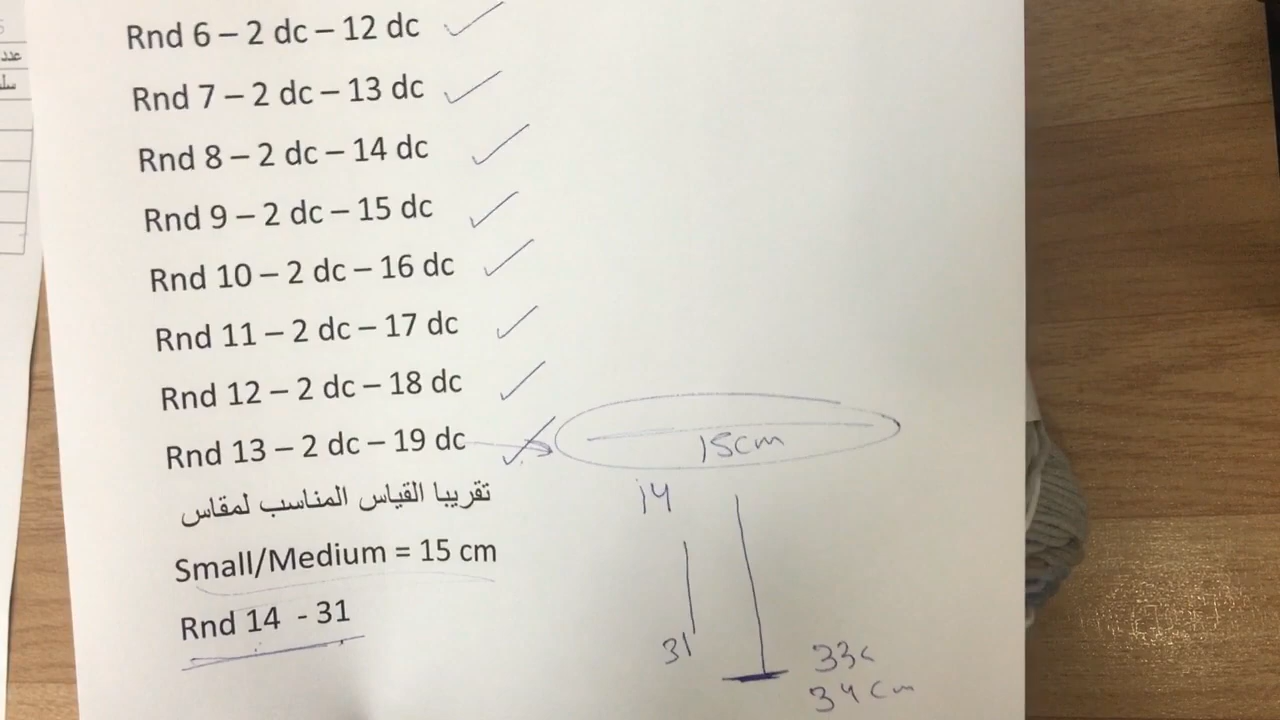 عدد
Rnd 6 – 2 dc – 12 dc
Rnd 7 – 2 dc – 13 dc
Rnd 8 – 2 dc – 14 dc
Rnd 9 – 2 dc – 15 dc
Rnd 10 – 2 dc – 16 dc
Rnd 11 – 2 dc – 17 dc
Rnd 12 – 2 dc – 18 dc
Rnd 13 – 2 dc – 19 dc
15cm
تقريبا القياس المناسب لمقاس
14
Small/Medium = 15 cm
Rnd 14 - 31
31
33c
34 cm